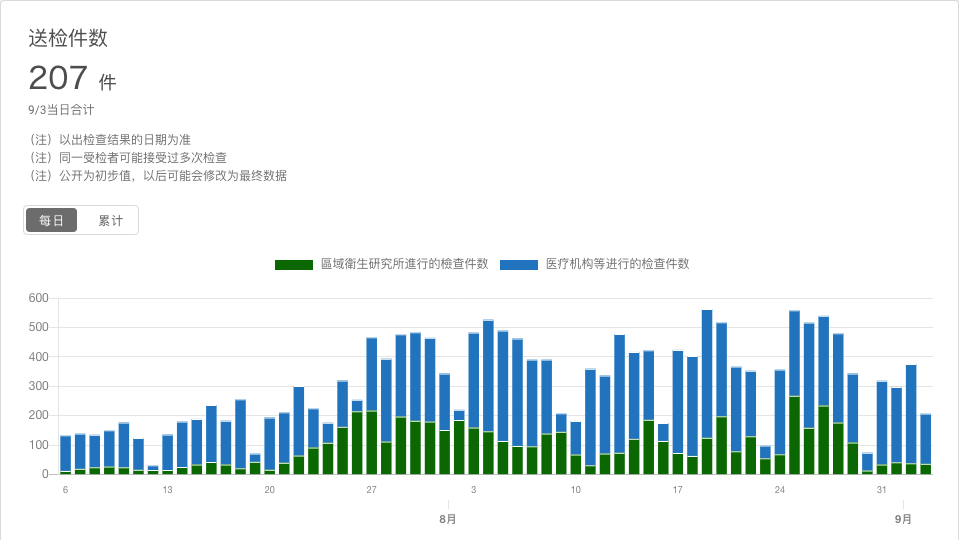 送检件数
207 件
9/3当日合计
（注）以出检查结果的日期为准
（注）同一受检者可能接受过多次检查
（注）公开为初步值，以后可能会修改为最终数据
每日 累计
區域衛生研究所進行的檢查件數 医疗机构等进行的检查件数
600
500
400
300
200
100
0
6 13 20 27 3 10 17 24 31
8月 9月